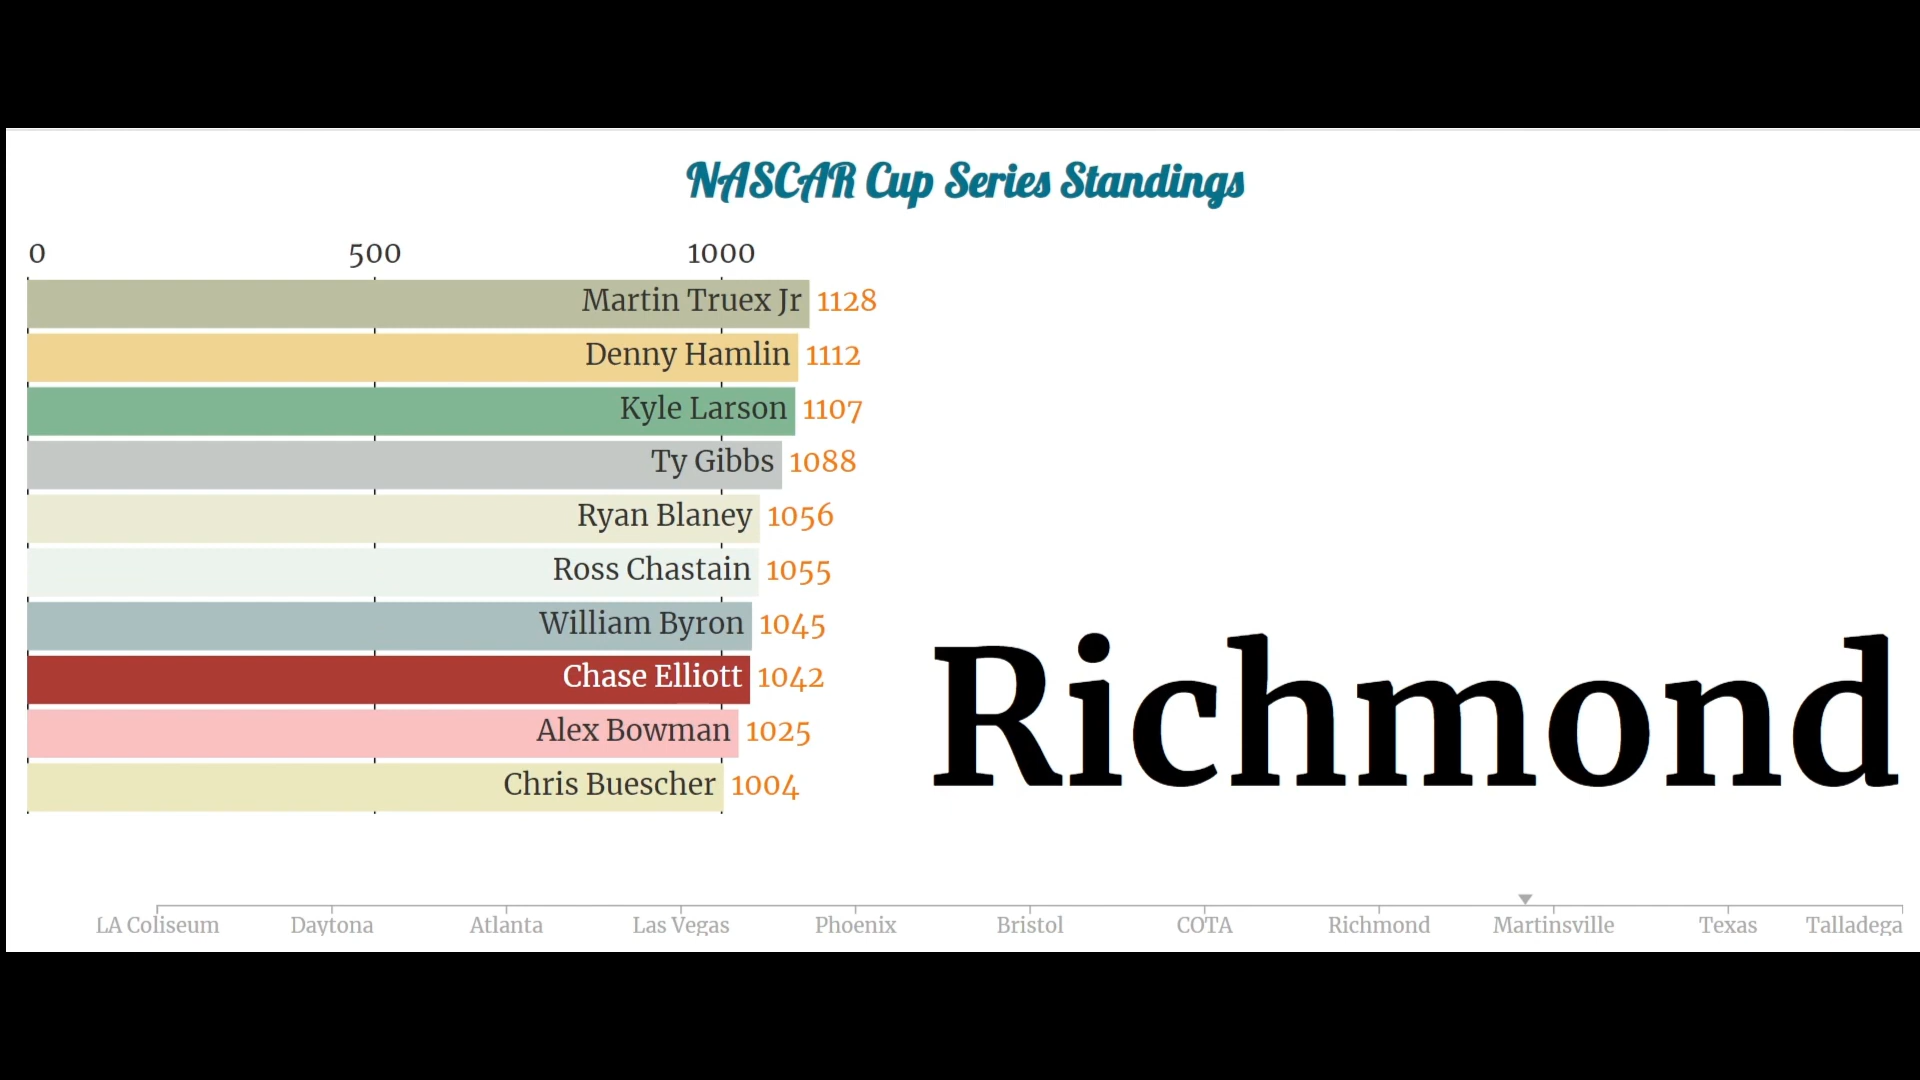 NASCAR Cup Series Standings
0 500 1000
Martin Truex Jr 1128
Denny Hamlin 1112
Kyle Larson 1107
Ty Gibbs 1088
Ryan Blaney 1056
Ross Chastain 1055
William Byron 1045
Chase Elliott 1042
Alex Bowman 1025
Chris Buescher 1004
Richmond
LA Coliseum Daytona Atlanta Las Vegas Phoenix Bristol COTA Richmond Martinsville Texas Talladega